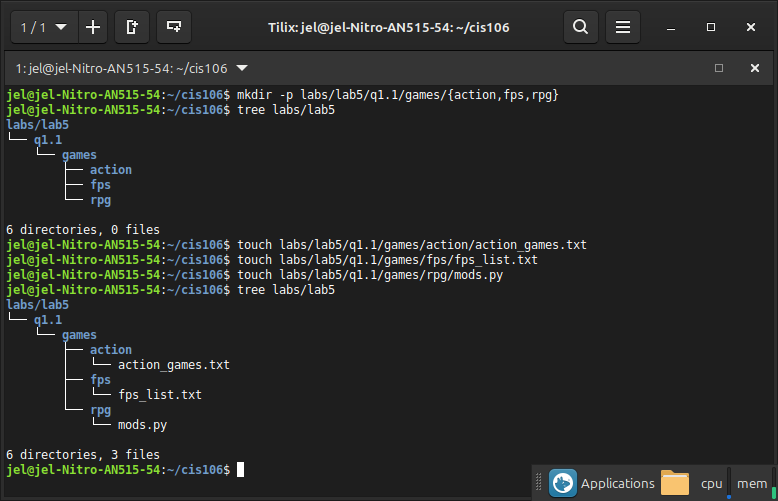 1 / 1
Tilix: jel@jel-Nitro-AN515-54: ~/cis106
1: jel@jel-Nitro-AN515-54: ~/cis106
jel@jel-Nitro-AN515-54:~/cis106$ mkdir -p labs/lab5/q1.1/games/{action,fps,rpg}
jel@jel-Nitro-AN515-54:~/cis106$ tree labs/lab5
labs/lab5
└── q1.1
    └── games
        ├── action
        ├── fps
        └── rpg

6 directories, 0 files
jel@jel-Nitro-AN515-54:~/cis106$ touch labs/lab5/q1.1/games/action/action_games.txt
jel@jel-Nitro-AN515-54:~/cis106$ touch labs/lab5/q1.1/games/fps/fps_list.txt
jel@jel-Nitro-AN515-54:~/cis106$ touch labs/lab5/q1.1/games/rpg/mods.py
jel@jel-Nitro-AN515-54:~/cis106$ tree labs/lab5
labs/lab5
└── q1.1
    └── games
        ├── action
        │   └── action_games.txt
        ├── fps
        │   └── fps_list.txt
        └── rpg
            └── mods.py

6 directories, 3 files
jel@jel-Nitro-AN515-54:~/cis106$
Applications cpu mem